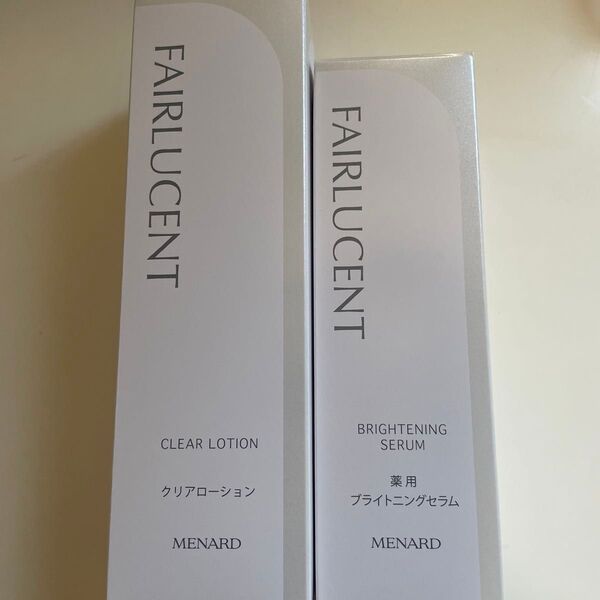 FAIRLUCENT
CLEAR LOTION
クリアローション
MENARD
FAIRLUCENT
BRIGHTENING
SERUM
薬用
ブライトニングセラム
MENARD